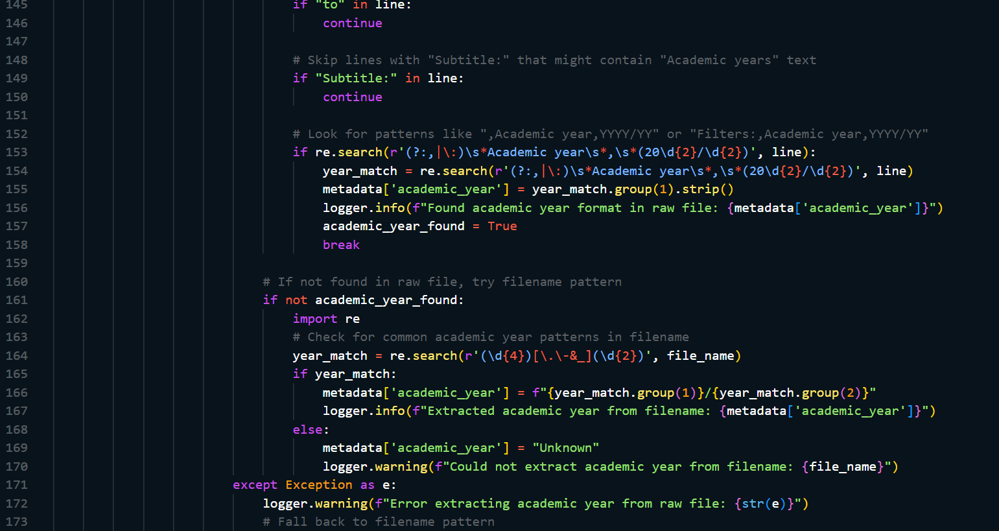 145 if "to" in line:
146 continue
147
148 # Skip lines with "Subtitle:" that might contain "Academic years" text
149 if "Subtitle:" in line:
150 continue
151
152 # Look for patterns like ",Academic year,YYYY/YY" or "Filters:,Academic year,YYYY/YY"
153 if re.search(r'(?:,|\:)\s*Academic year\s*,\s*(20\d{2}/\d{2})', line):
154 year_match = re.search(r'(?:,|\:)\s*Academic year\s*,\s*(20\d{2}/\d{2})', line)
155 metadata['academic_year'] = year_match.group(1).strip()
156 logger.info(f"Found academic year format in raw file: {metadata['academic_year']}")
157 academic_year_found = True
158 break
159
160 # If not found in raw file, try filename pattern
161 if not academic_year_found:
162 import re
163 # Check for common academic year patterns in filename
164 year_match = re.search(r'(\d{4})[\.\-&_](\d{2})', file_name)
165 if year_match:
166 metadata['academic_year'] = f"{year_match.group(1)}/{year_match.group(2)}"
167 logger.info(f"Extracted academic year from filename: {metadata['academic_year']}")
168 else:
169 metadata['academic_year'] = "Unknown"
170 logger.warning(f"Could not extract academic year from filename: {file_name}")
171 except Exception as e:
172 logger.warning(f"Error extracting academic year from raw file: {str(e)}")
173 # Fall back to filename pattern